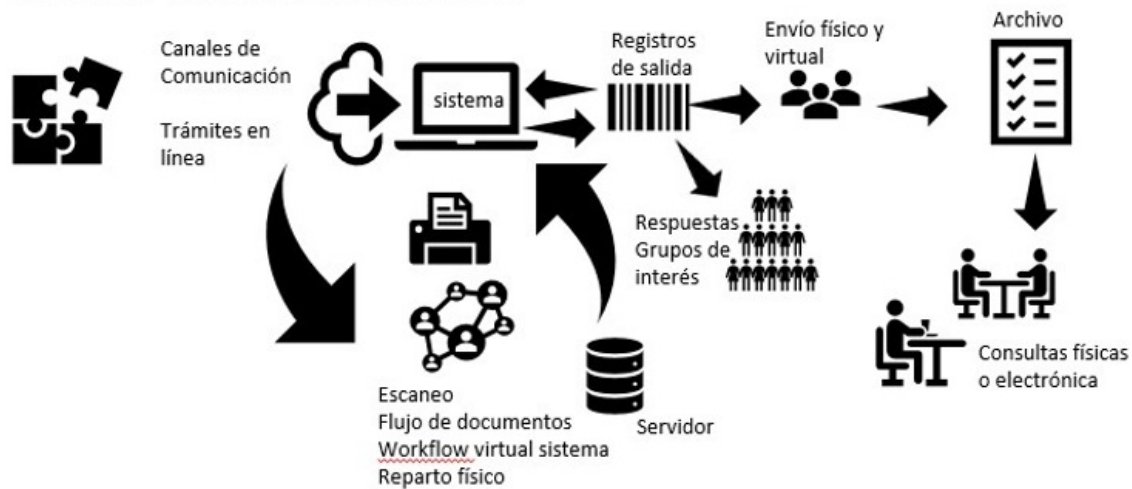 Canales de
Comunicación
Trámites en
línea
sistema
Registros
de salida
Envío físico y
virtual
Archivo
Respuestas
Grupos de
interés
Consultas físicas
o electrónica
Servidor
Escaneo
Flujo de documentos
Workflow virtual sistema
Reparto físico